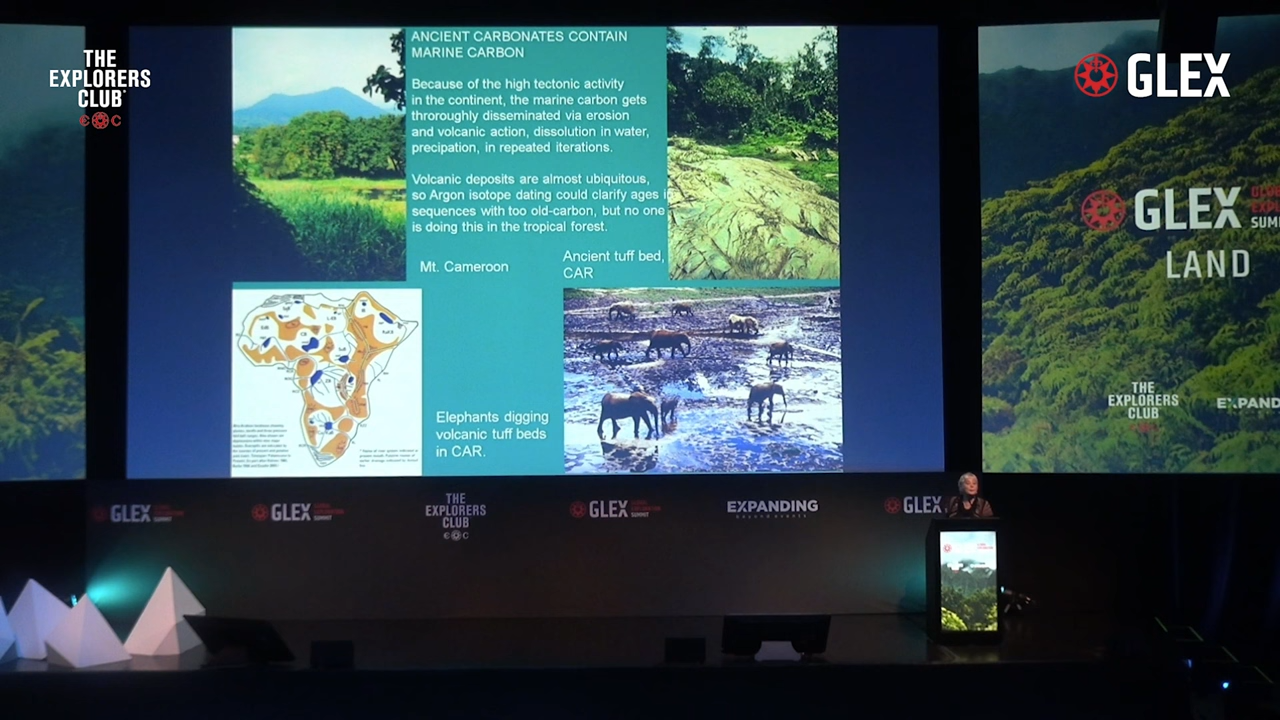 THE
EXPLORERS
CLUB
GLEX
ANCIENT CARBONATES CONTAIN
MARINE CARBON
Because of the high tectonic activity
in the continent, the marine carbon gets
throroughly disseminated via erosion
and volcanic action, dissolution in water,
precipation, in repeated iterations.
Volcanic deposits are almost ubiquitous,
so Argon isotope dating could clarify ages i
sequences with too old-carbon, but no one
is doing this in the tropical forest.
Mt. Cameroon
Ancient tuff bed,
CAR
Elephants digging
volcanic tuff beds
in CAR.
GLEX
LAND
THE
EXPLORERS
CLUB
EXPAND
GLEX
SUMMIT
GLEX
SUMMIT
THE
EXPLORERS
CLUB
GLEX
SUMMIT
EXPANDING
GLEX